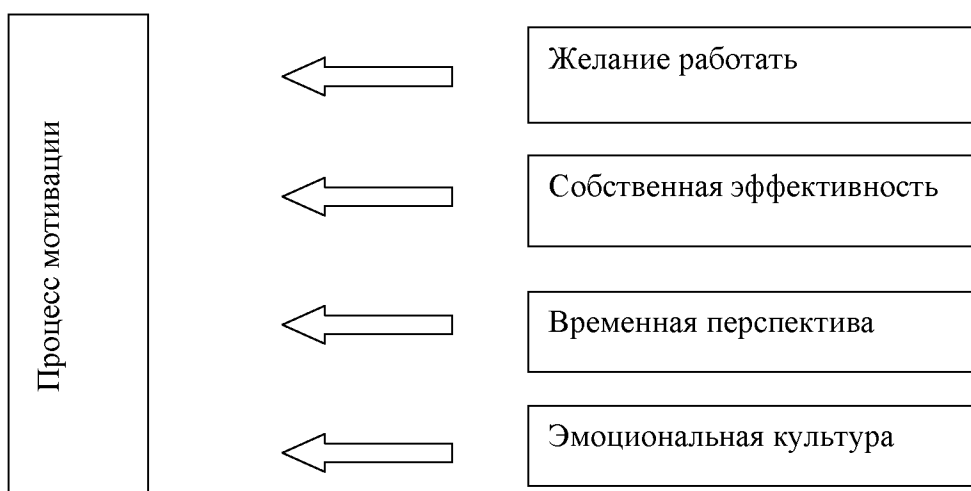 Процесс мотивации
Желание работать
Собственная эффективность
Временная перспектива
Эмоциональная культура